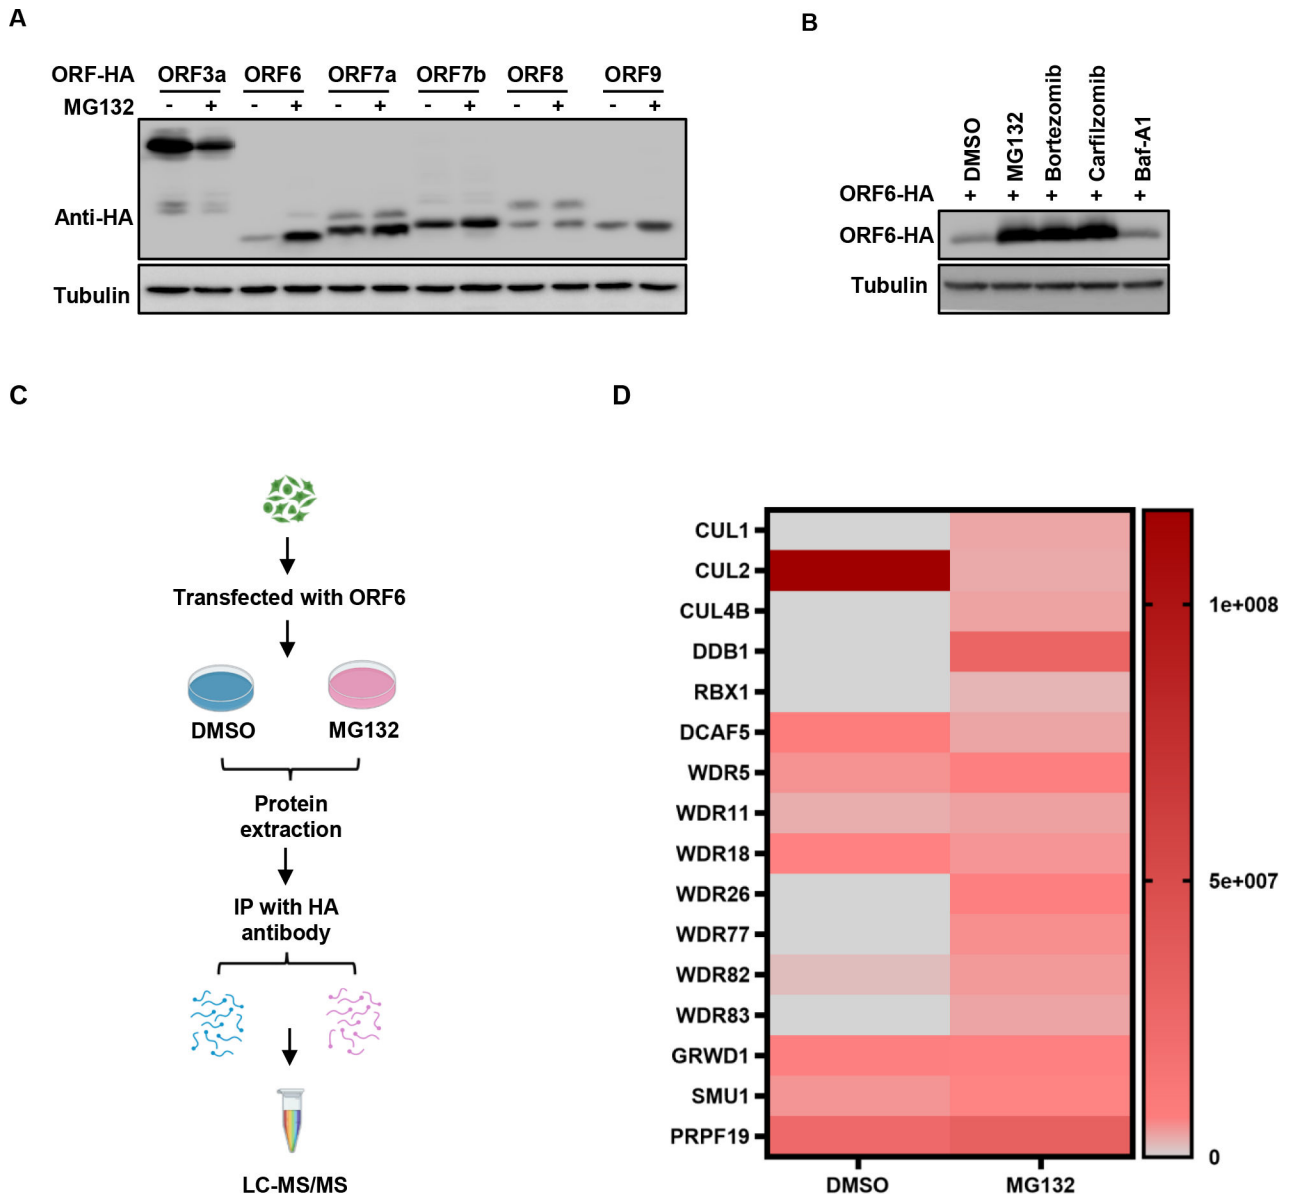 A
ORF-HA ORF3a ORF6 ORF7a ORF7b ORF8 ORF9
MG132 - + - + - + - + - + - +
Anti-HA
Tubulin
B
DMSO MG132 Bortezomib Carfilzomib Baf-A1
ORF6-HA + + + + +
ORF6-HA
Tubulin
C
Transfected with ORF6
DMSO MG132
Protein
extraction
IP with HA
antibody
LC-MS/MS
D
CUL1
CUL2
CUL4B
DDB1
RBX1
DCAF5
WDR5
WDR11
WDR18
WDR26
WDR77
WDR82
WDR83
GRWD1
SMU1
PRPF19
DMSO MG132
1e+008
5e+007
0